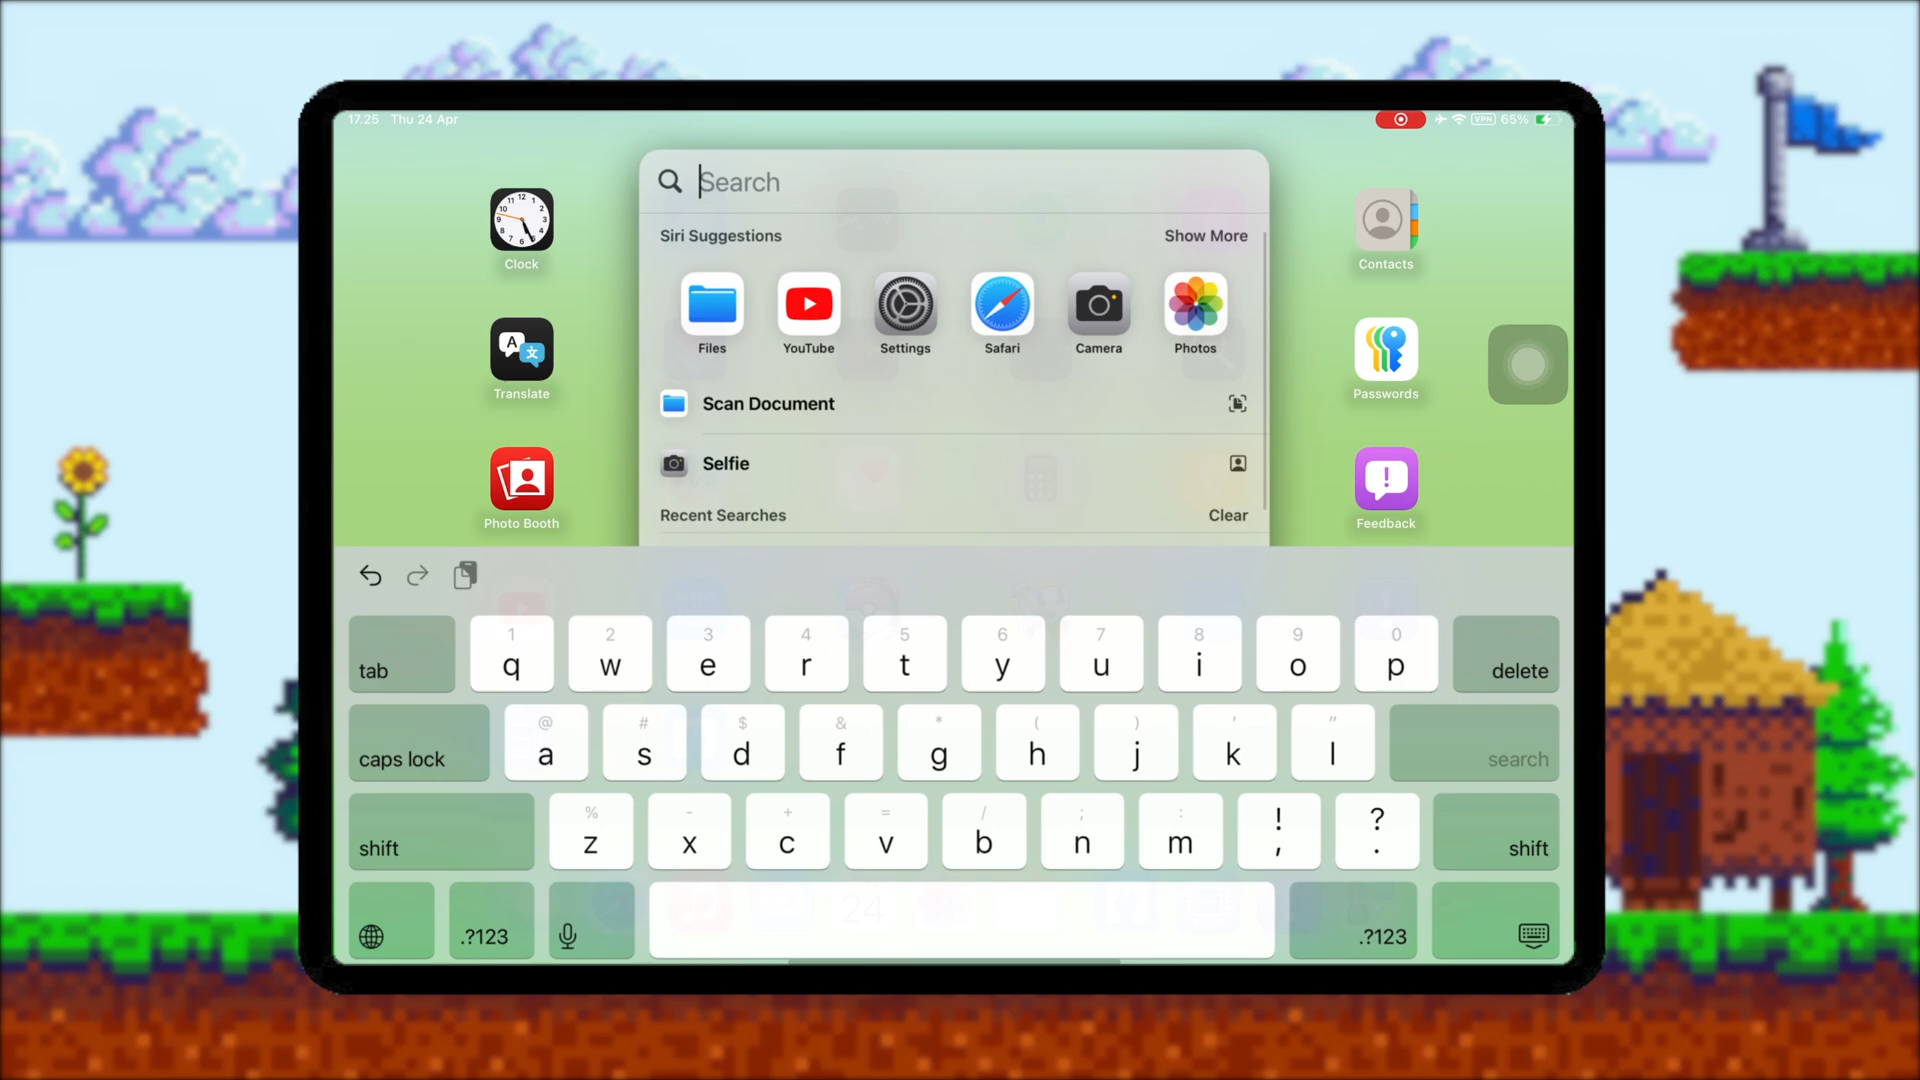 17.25 Thu 24 Apr
VPN 65%
Search
Siri Suggestions Show More
Files YouTube Settings Safari Camera Photos
Scan Document
Selfie
Recent Searches Clear
Clock
Translate
Photo Booth
Contacts
Passwords
Feedback
1 2 3 4 5 6 7 8 9 0
tab q w e r t y u i o p delete
@ # $ & * ( ) ' "
caps lock a s d f g h j k l search
% - + = / ; : ! ?
shift z x c v b n m , . shift
.?123 .?123
24